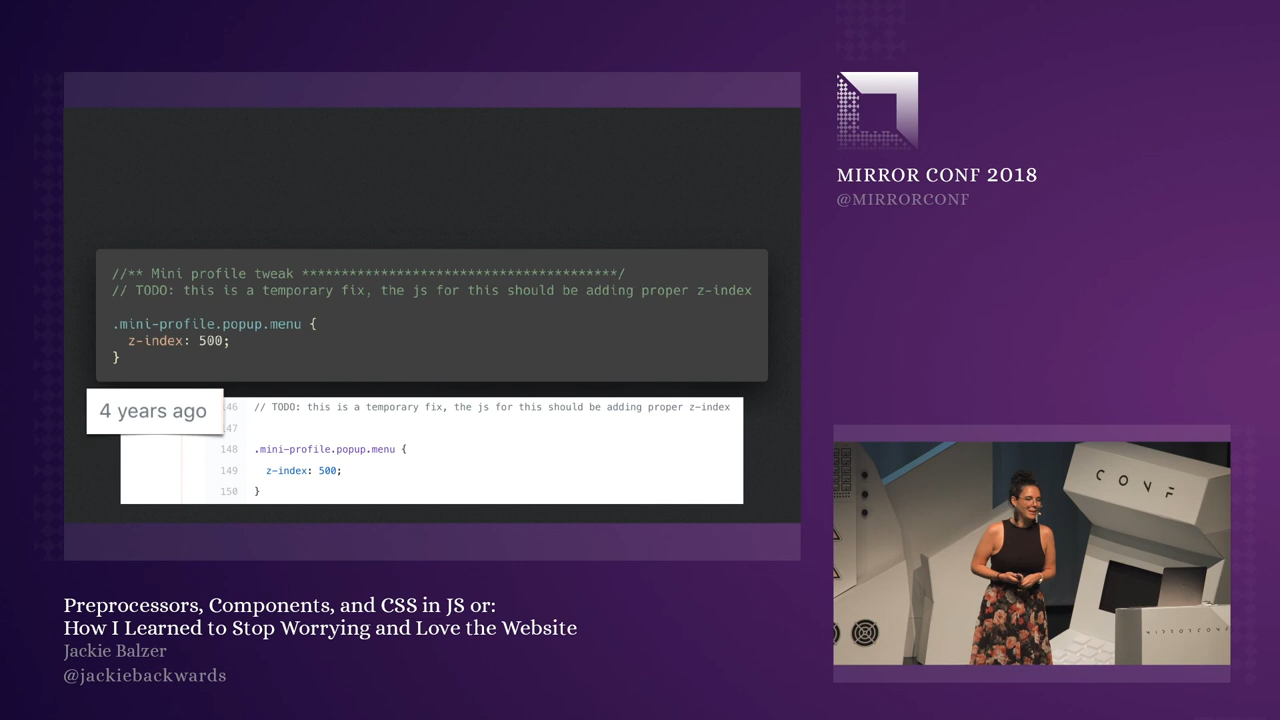 //** Mini profile tweak ****************************************/
// TODO: this is a temporary fix, the js for this should be adding proper z-index
.mini-profile.popup.menu {
z-index: 500;
}
4 years ago
46 // TODO: this is a temporary fix, the js for this should be adding proper z-index
47
148 .mini-profile.popup.menu {
149 z-index: 500;
150 }
MIRROR CONF 2018
@MIRRORCONF
CONF
MIRRORCONF
Preprocessors, Components, and CSS in JS or:
How I Learned to Stop Worrying and Love the Website
Jackie Balzer
@jackiebackwards